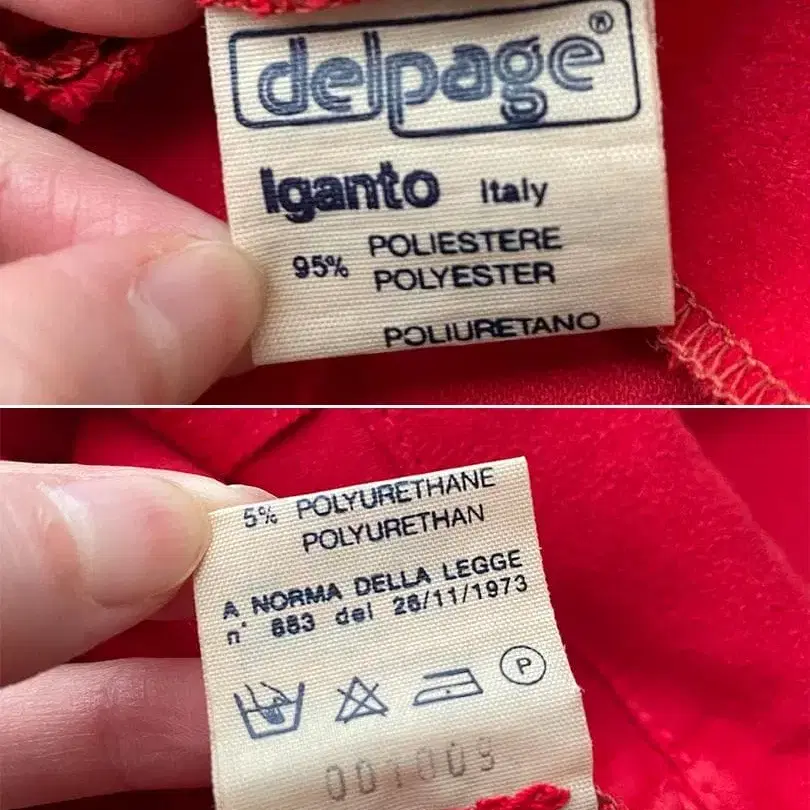 delpage®
Iganto Italy
95% POLIESTERE
POLYESTER
POLIURETANO
5% POLYURETHANE
POLYURETHAN
A NORMA DELLA LEGGE
n° 883 del 26/11/1973
P
001009